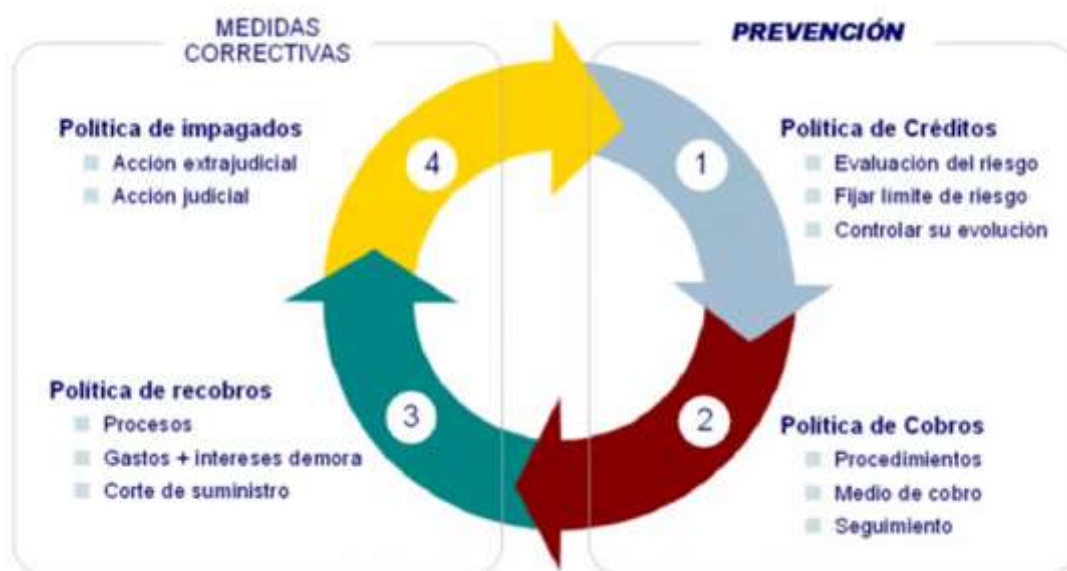 MEDIDAS
CORRECTIVAS
PREVENCIÓN
Política de impagados
Acción extrajudicial
Acción judicial
4
1
Política de Créditos
Evaluación del riesgo
Fijar límite de riesgo
Controlar su evolución
Política de recobros
Procesos
Gastos + intereses demora
Corte de suministro
3
2
Política de Cobros
Procedimientos
Medio de cobro
Seguimiento